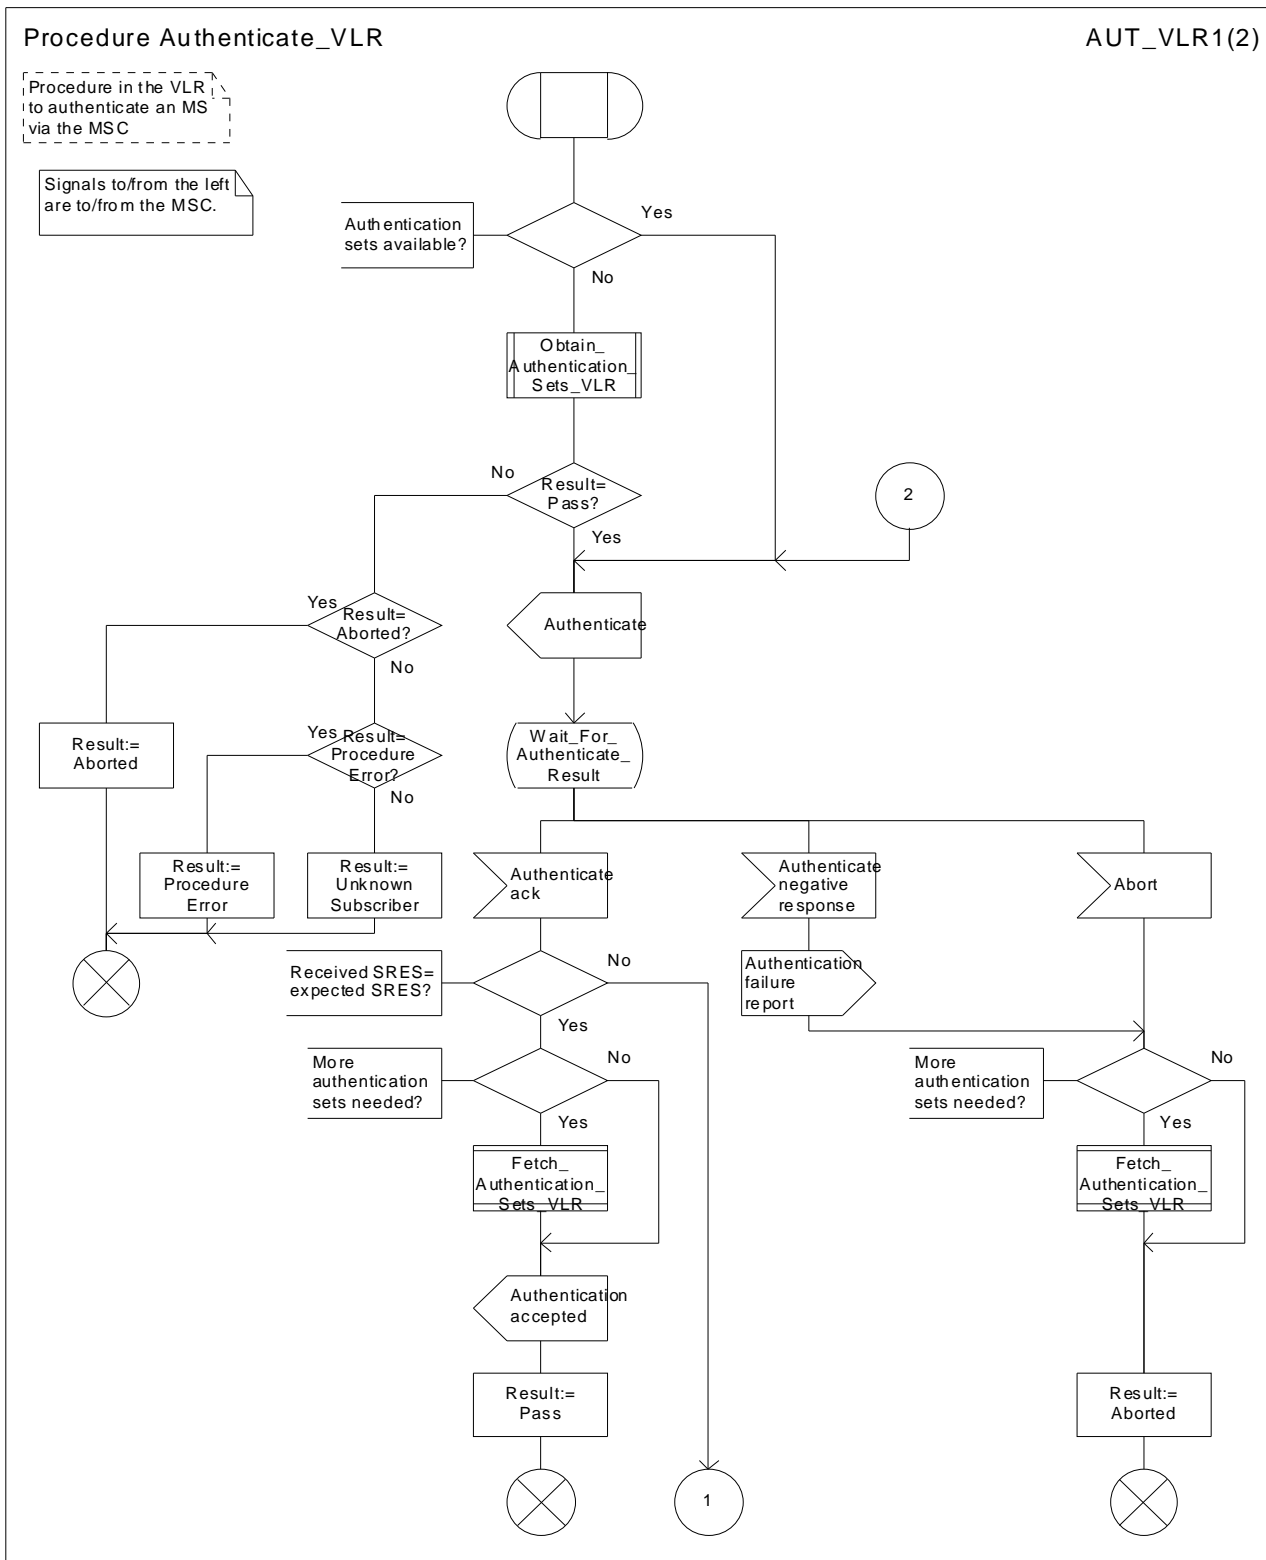 Procedure Authenticate_VLR
AUT_VLR1(2)
Procedure in the VLR
to authenticate an MS
via the MSC
Signals to/from the left
are to/from the MSC.
Authentication
sets available?
Yes
No
Obtain_
Authentication_
Sets_VLR
No
Result=
Pass?
Yes
2
Yes
Result=
Aborted?
No
Authenticate
Result:=
Aborted
Yes
Result=
Procedure
Error?
No
Wait_For_
Authenticate_
Result
Result:=
Procedure
Error
Result:=
Unknown
Subscriber
Authenticate
ack
Authenticate
negative
response
Abort
Received SRES=
expected SRES?
No
Yes
Authentication
failure
report
More
authentication
sets needed?
No
Yes
More
authentication
sets needed?
No
Yes
Fetch_
Authentication_
Sets_VLR
Fetch_
Authentication_
Sets_VLR
Authentication
accepted
Result:=
Pass
Result:=
Aborted
1